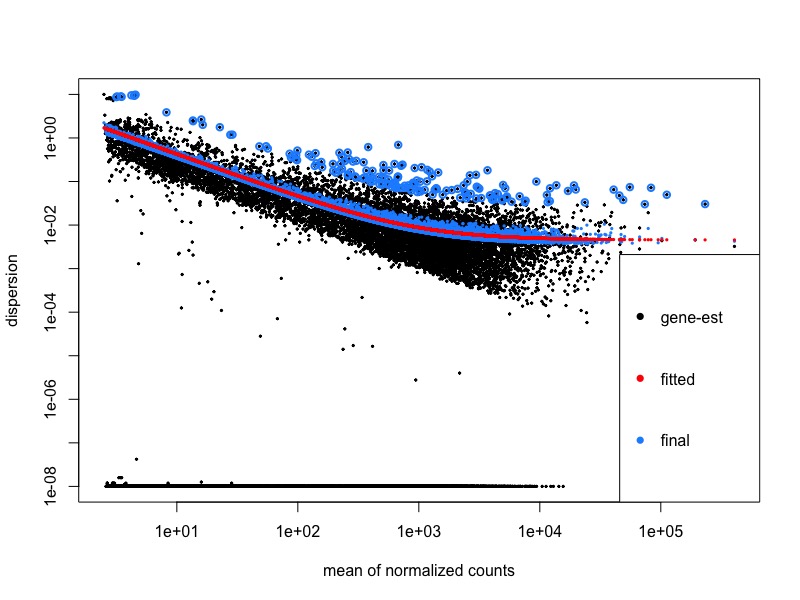 dispersion
1e+00
1e-02
1e-04
1e-06
1e-08
gene-est
fitted
final
1e+01 1e+02 1e+03 1e+04 1e+05
mean of normalized counts